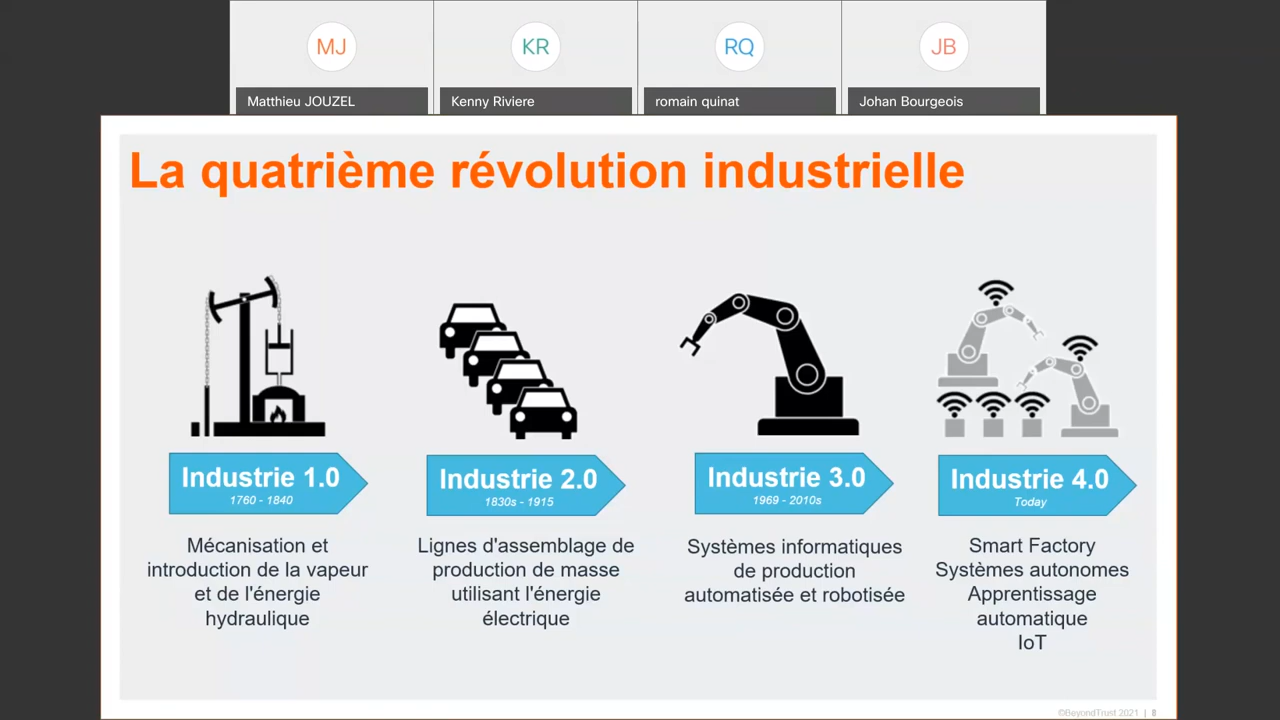 MJ
KR
RQ
JB
Matthieu JOUZEL
Kenny Riviere
romain quinat
Johan Bourgeois
La quatrième révolution industrielle
Industrie 1.0
1760 - 1840
Mécanisation et
introduction de la vapeur
et de l'énergie
hydraulique
Industrie 2.0
1830s - 1915
Lignes d'assemblage de
production de masse
utilisant l'énergie
électrique
Industrie 3.0
1969 - 2010s
Systèmes informatiques
de production
automatisée et robotisée
Industrie 4.0
Today
Smart Factory
Systèmes autonomes
Apprentissage
automatique
IoT
©BeyondTrust 2021 | 8